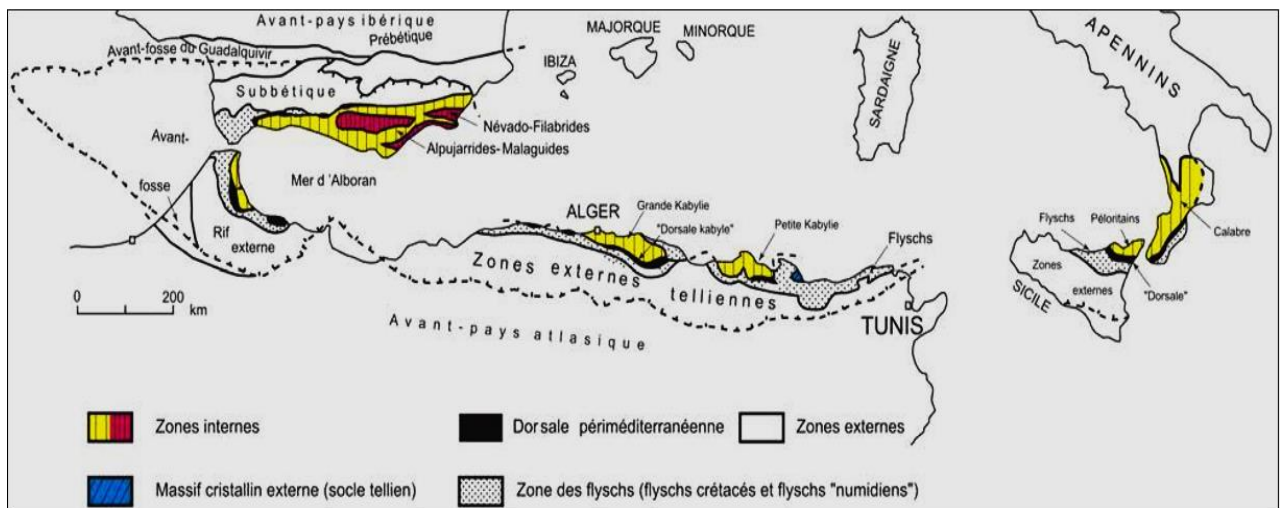 Avant-pays ibérique
Prébétique
Avant-fosse du Guadalquivir
Subbétique
MAJORQUE
MINORQUE
IBIZA
SARDAIGNE
APENNINS
Névado-Filabrides
Alpujarrides-Malaguides
Avant-
fosse
Mer d'Alboran
Rif
externe
ALGER
Grande Kabylie
"Dorsale kabyle"
Petite Kabylie
Flyschs
Zones externes telliennes
Avant-pays atlasique
TUNIS
Flyschs
Péloritains
Calabre
Zones
externes
"Dorsale"
SICILE
0 200
km
Zones internes
Dorsale périméditerranéenne
Zones externes
Massif cristallin externe (socle tellien)
Zone des flyschs (flyschs crétacés et flyschs "numidiens")